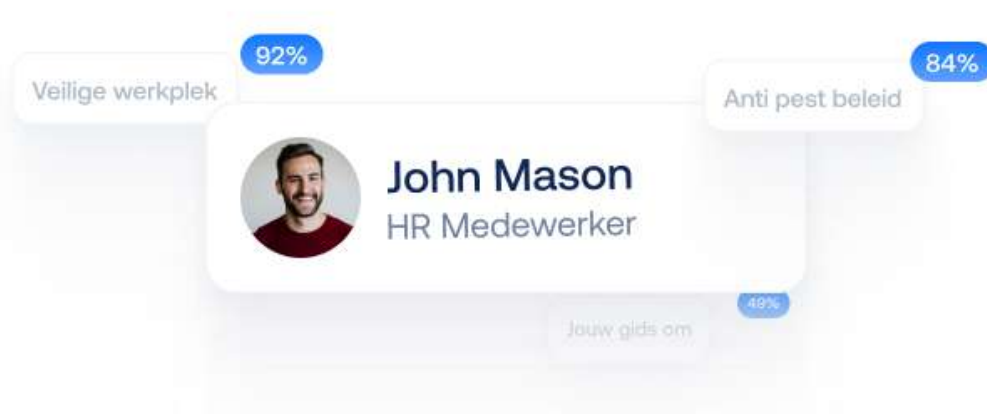 92%
Veilige werkplek
84%
Anti pest beleid
John Mason
HR Medewerker
49%
Jouw gids om